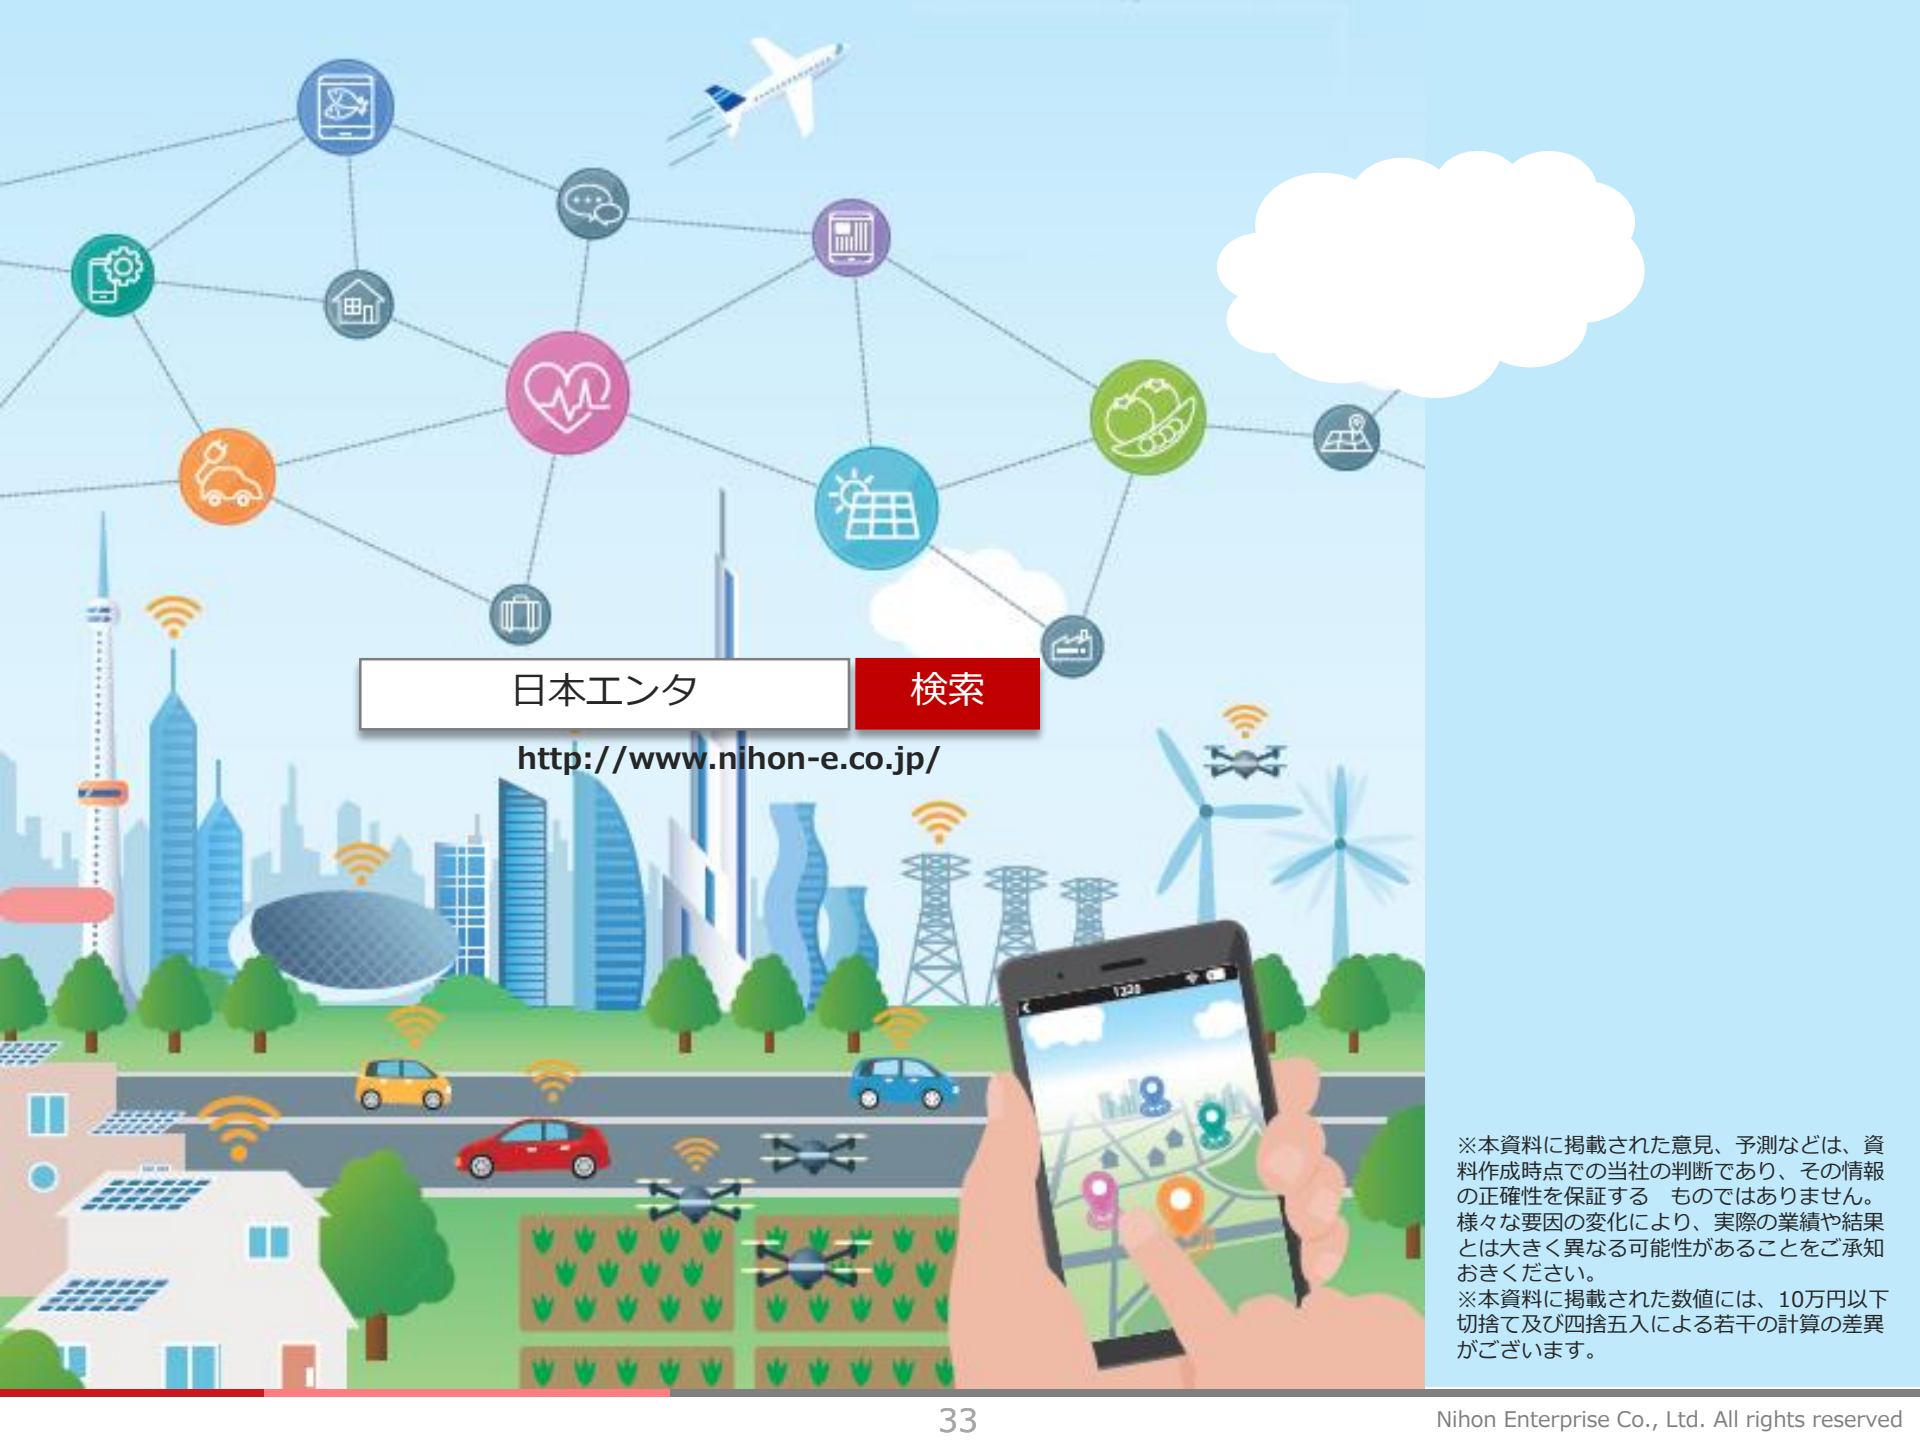 日本エンタ
検索
http://www.nihon-e.co.jp/
1220
※本資料に掲載された意見、予測などは、資
料作成時点での当社の判断であり、その情報
の正確性を保証する　ものではありません。
様々な要因の変化により、実際の業績や結果
とは大きく異なる可能性があることをご承知
おきください。
※本資料に掲載された数値には、10万円以下
切捨て及び四捨五入による若干の計算の差異
がございます。
33
Nihon Enterprise Co., Ltd. All rights reserved